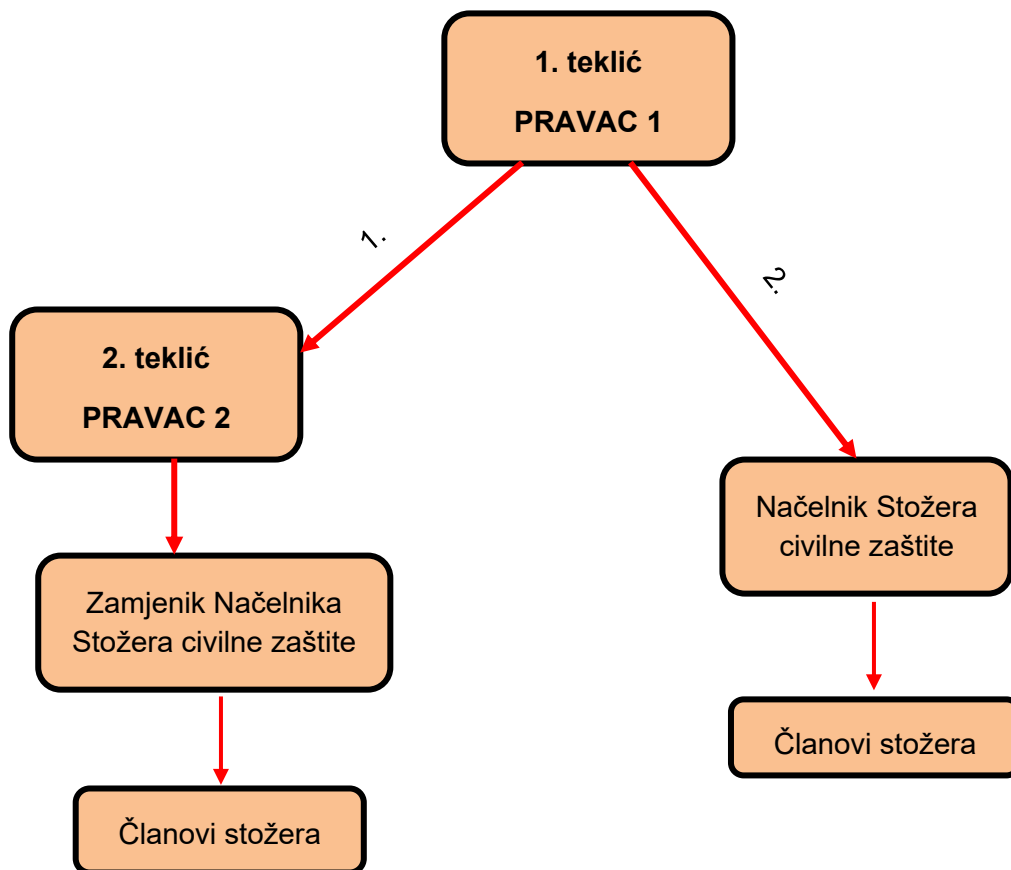 1. teklić
PRAVAC 1
1.
2.
2. teklić
PRAVAC 2
Načelnik Stožera
civilne zaštite
Zamjenik Načelnika
Stožera civilne zaštite
Članovi stožera
Članovi stožera